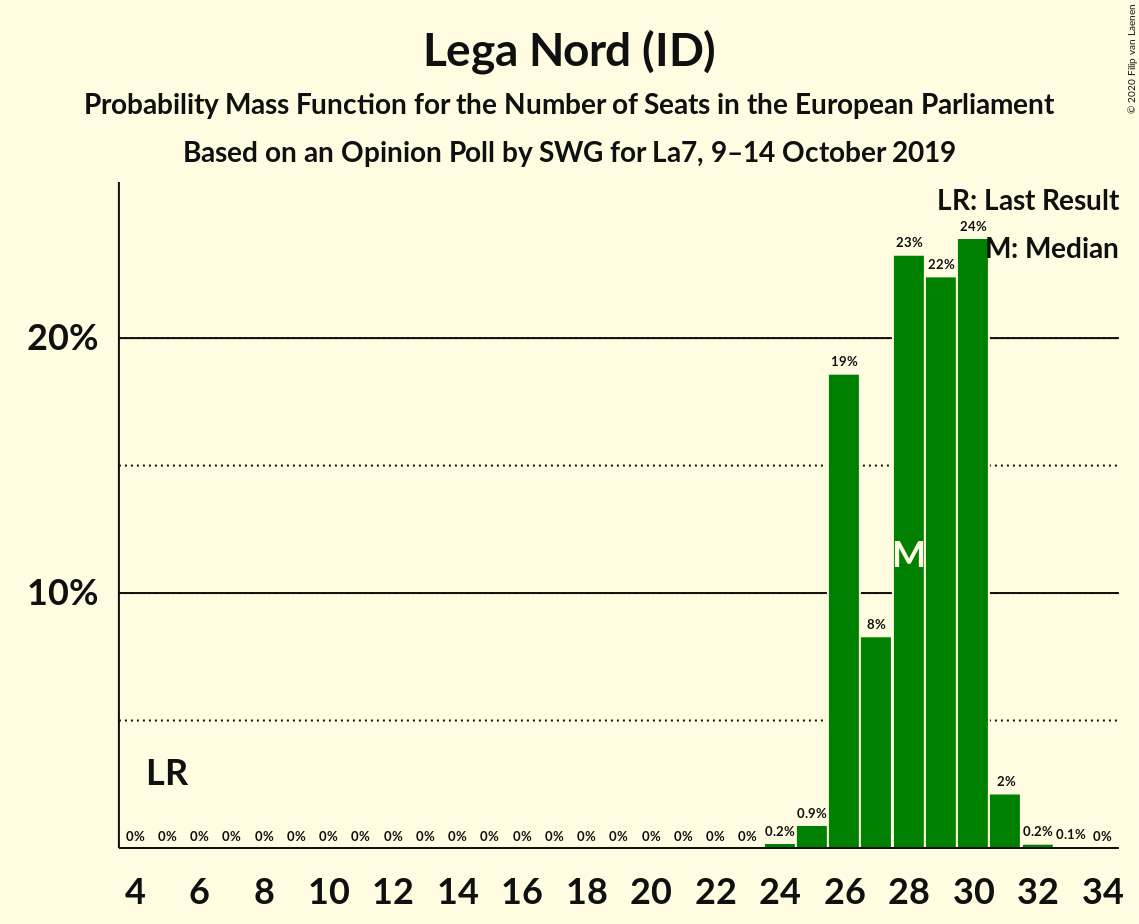 Lega Nord (ID)
Probability Mass Function for the Number of Seats in the European Parliament
Based on an Opinion Poll by SWG for La7, 9–14 October 2019
© 2020 Filip van Laenen
LR: Last Result
M: Median
20%
10%
LR
M
0% 0% 0% 0% 0% 0% 0% 0% 0% 0% 0% 0% 0% 0% 0% 0% 0% 0% 0% 0% 0.2% 0.9% 19% 8% 23% 22% 24% 2% 0.2% 0.1% 0%
4 6 8 10 12 14 16 18 20 22 24 26 28 30 32 34